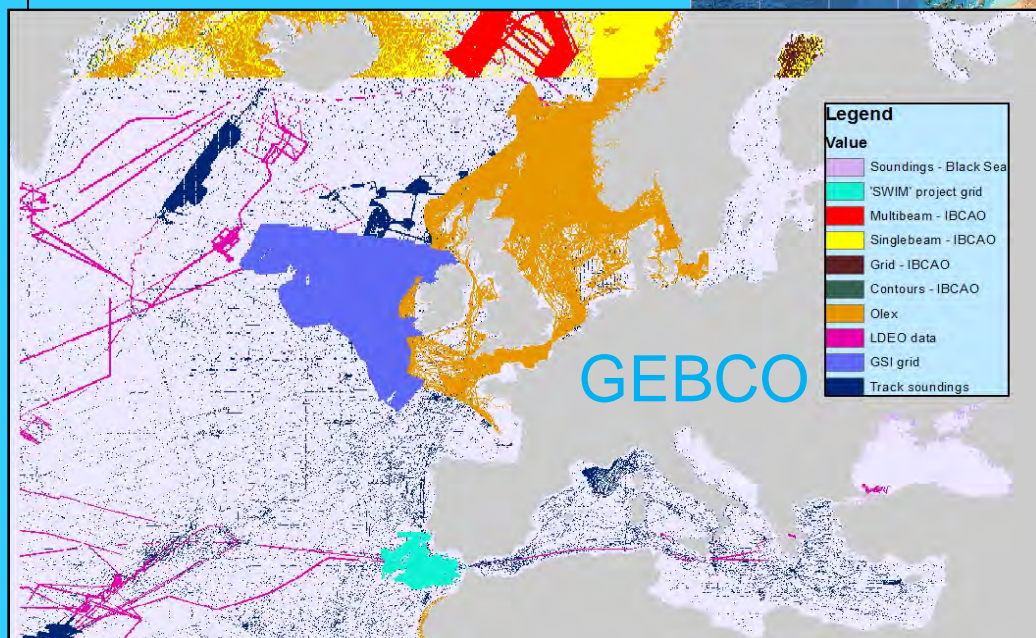 Legend
Value
Soundings - Black Sea
'SWIM' project grid
Multibeam - IBCAO
Singlebeam - IBCAO
Grid - IBCAO
Contours - IBCAO
Olex
LDEO data
GSI grid
Track soundings
GEBCO